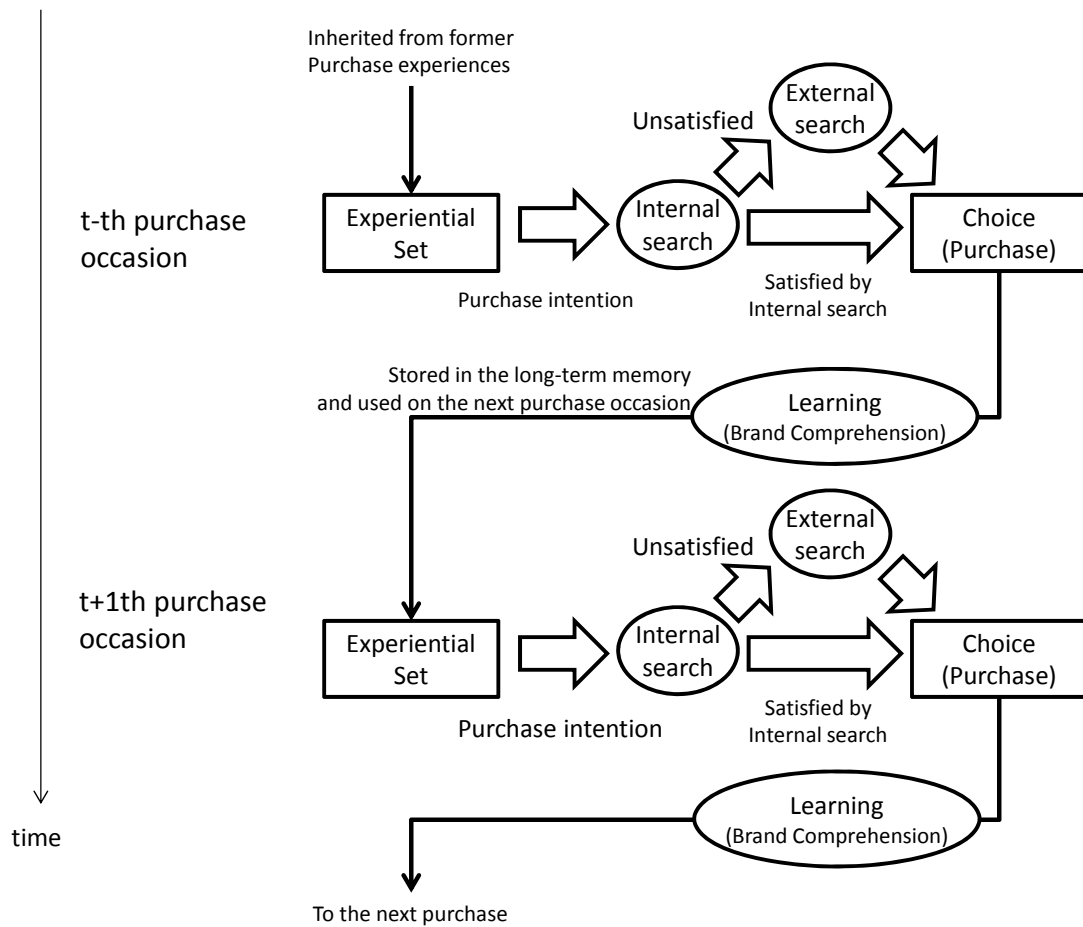 Inherited from former
Purchase experiences
External
search
Unsatisfied
t-th purchase
occasion
Experiential
Set
Internal
search
Choice
(Purchase)
Purchase intention
Satisfied by
Internal search
Stored in the long-term memory
and used on the next purchase occasion
Learning
(Brand Comprehension)
External
search
Unsatisfied
t+1th purchase
occasion
Experiential
Set
Internal
search
Choice
(Purchase)
Purchase intention
Satisfied by
Internal search
Learning
(Brand Comprehension)
time
To the next purchase